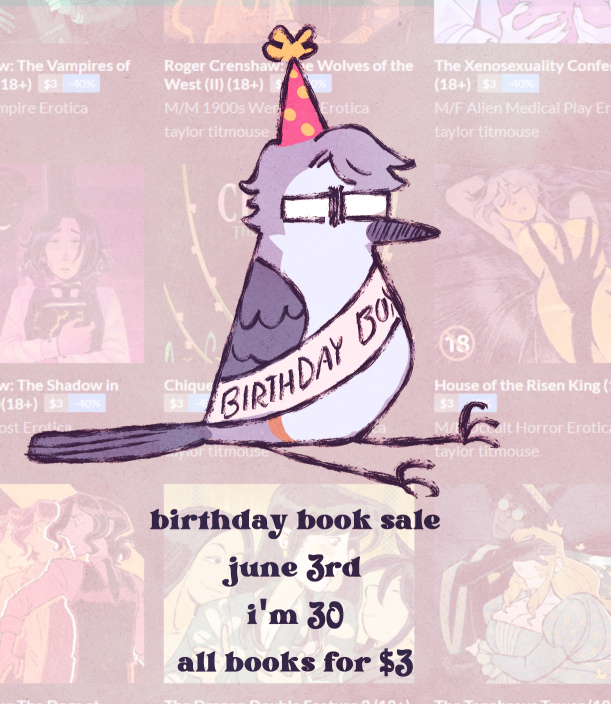 w: The Vampires of
18+) $3 -40%
mpire Erotica
Roger Crenshaw: The Wolves of the
West (II) (18+) $3
M/M 1900s Erotica
taylor titmouse
The Xenosexuality
(18+) $3 -40%
M/F Alien Medical Play
taylor titmouse
BIRTHDAY BOY
w: The Shadow in
(18+) $3 -40%
ost Erotica
Chique
$3
taylor titmouse
18
House of the Risen King (
$3
Occult Horror Erotica
taylor titmouse
birthday book sale
june 3rd
i'm 30
all books for $3